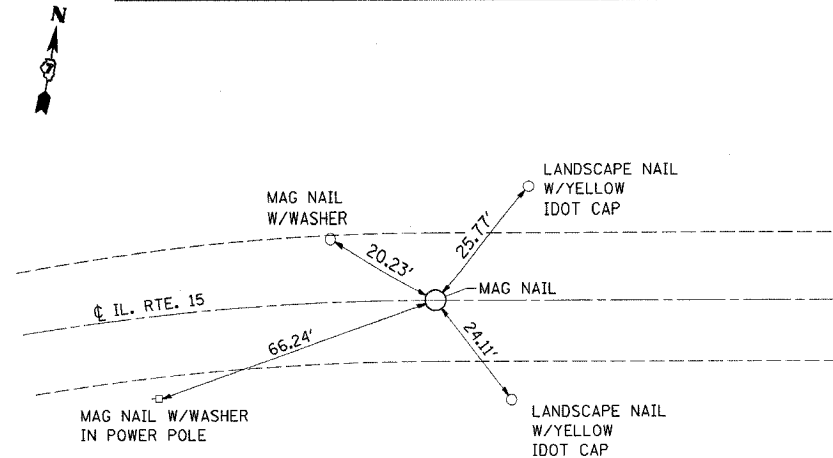 N
LANDSCAPE NAIL
W/YELLOW
IDOT CAP
MAG NAIL
W/WASHER
25.77'
20.23'
MAG NAIL
℄ IL. RTE. 15
66.24'
24.11'
MAG NAIL W/WASHER
IN POWER POLE
LANDSCAPE NAIL
W/YELLOW
IDOT CAP